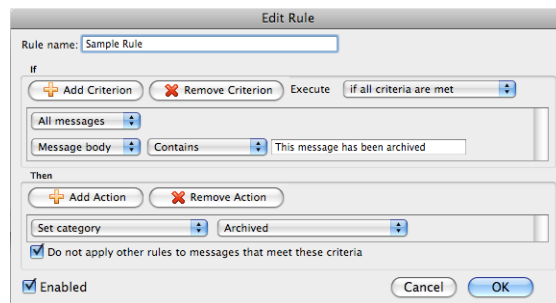 Edit Rule
Rule name: Sample Rule
If
Add Criterion Remove Criterion Execute if all criteria are met
All messages
Message body Contains This message has been archived
Then
Add Action Remove Action
Set category Archived
Do not apply other rules to messages that meet these criteria
Enabled Cancel OK